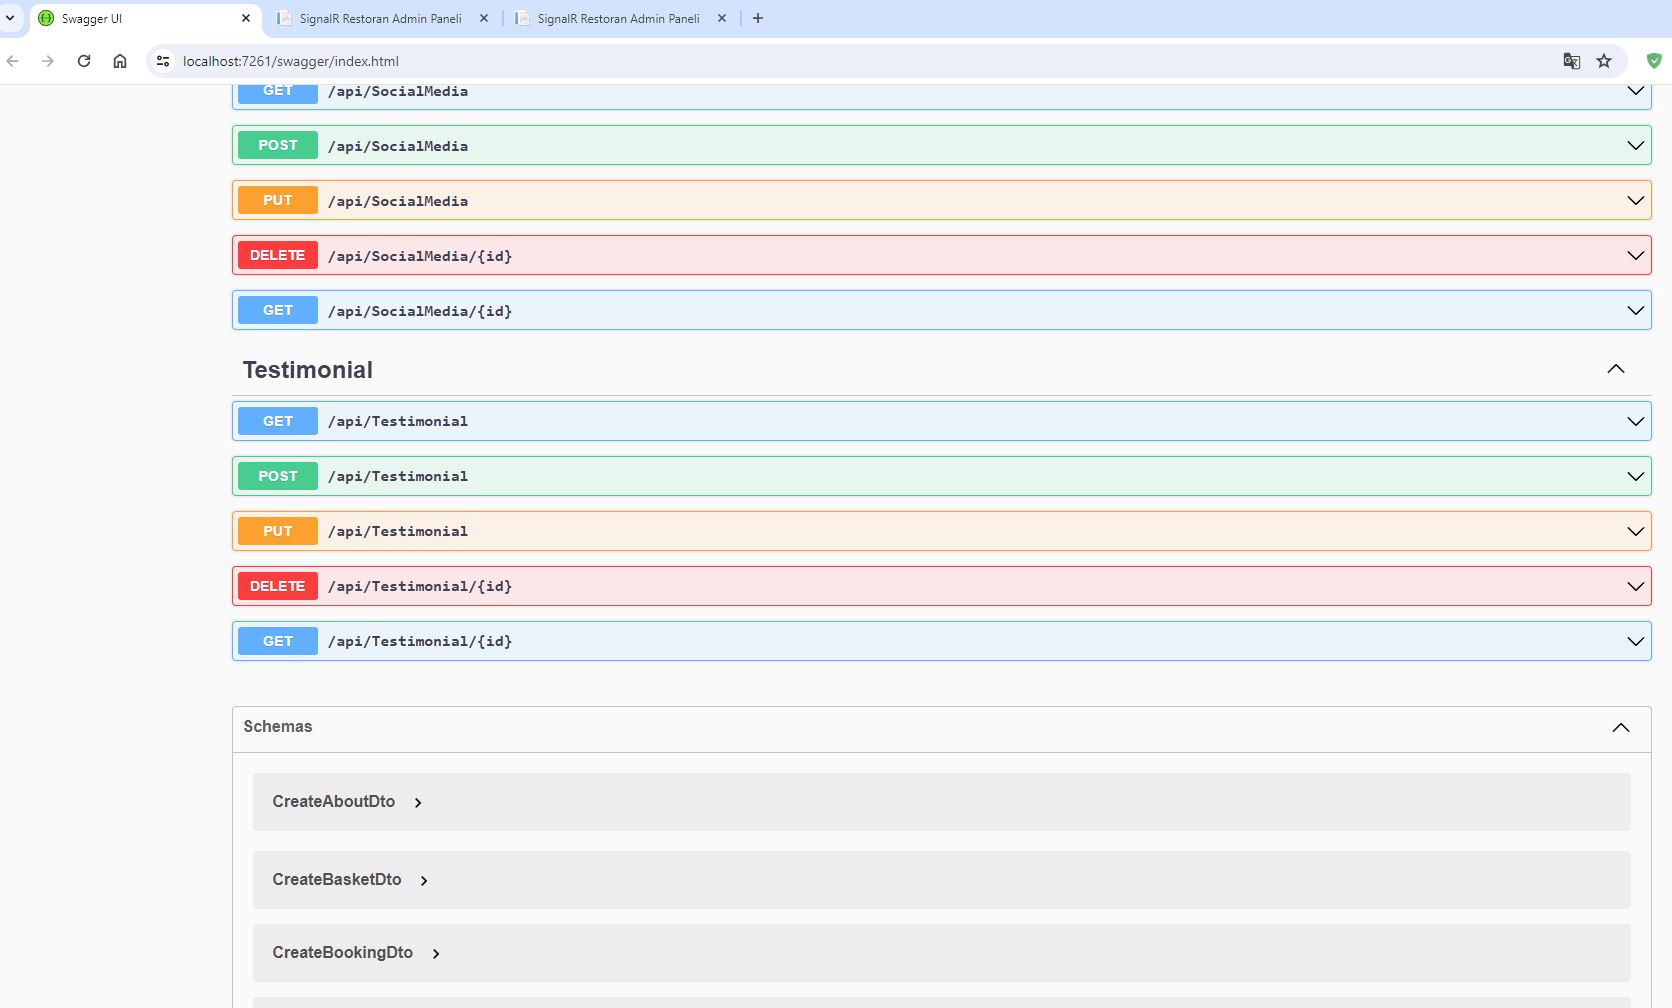 Swagger UI
SignalR Restoran Admin Paneli
SignalR Restoran Admin Paneli
localhost:7261/swagger/index.html
GET /api/SocialMedia
POST /api/SocialMedia
PUT /api/SocialMedia
DELETE /api/SocialMedia/{id}
GET /api/SocialMedia/{id}
Testimonial
GET /api/Testimonial
POST /api/Testimonial
PUT /api/Testimonial
DELETE /api/Testimonial/{id}
GET /api/Testimonial/{id}
Schemas
CreateAboutDto
CreateBasketDto
CreateBookingDto